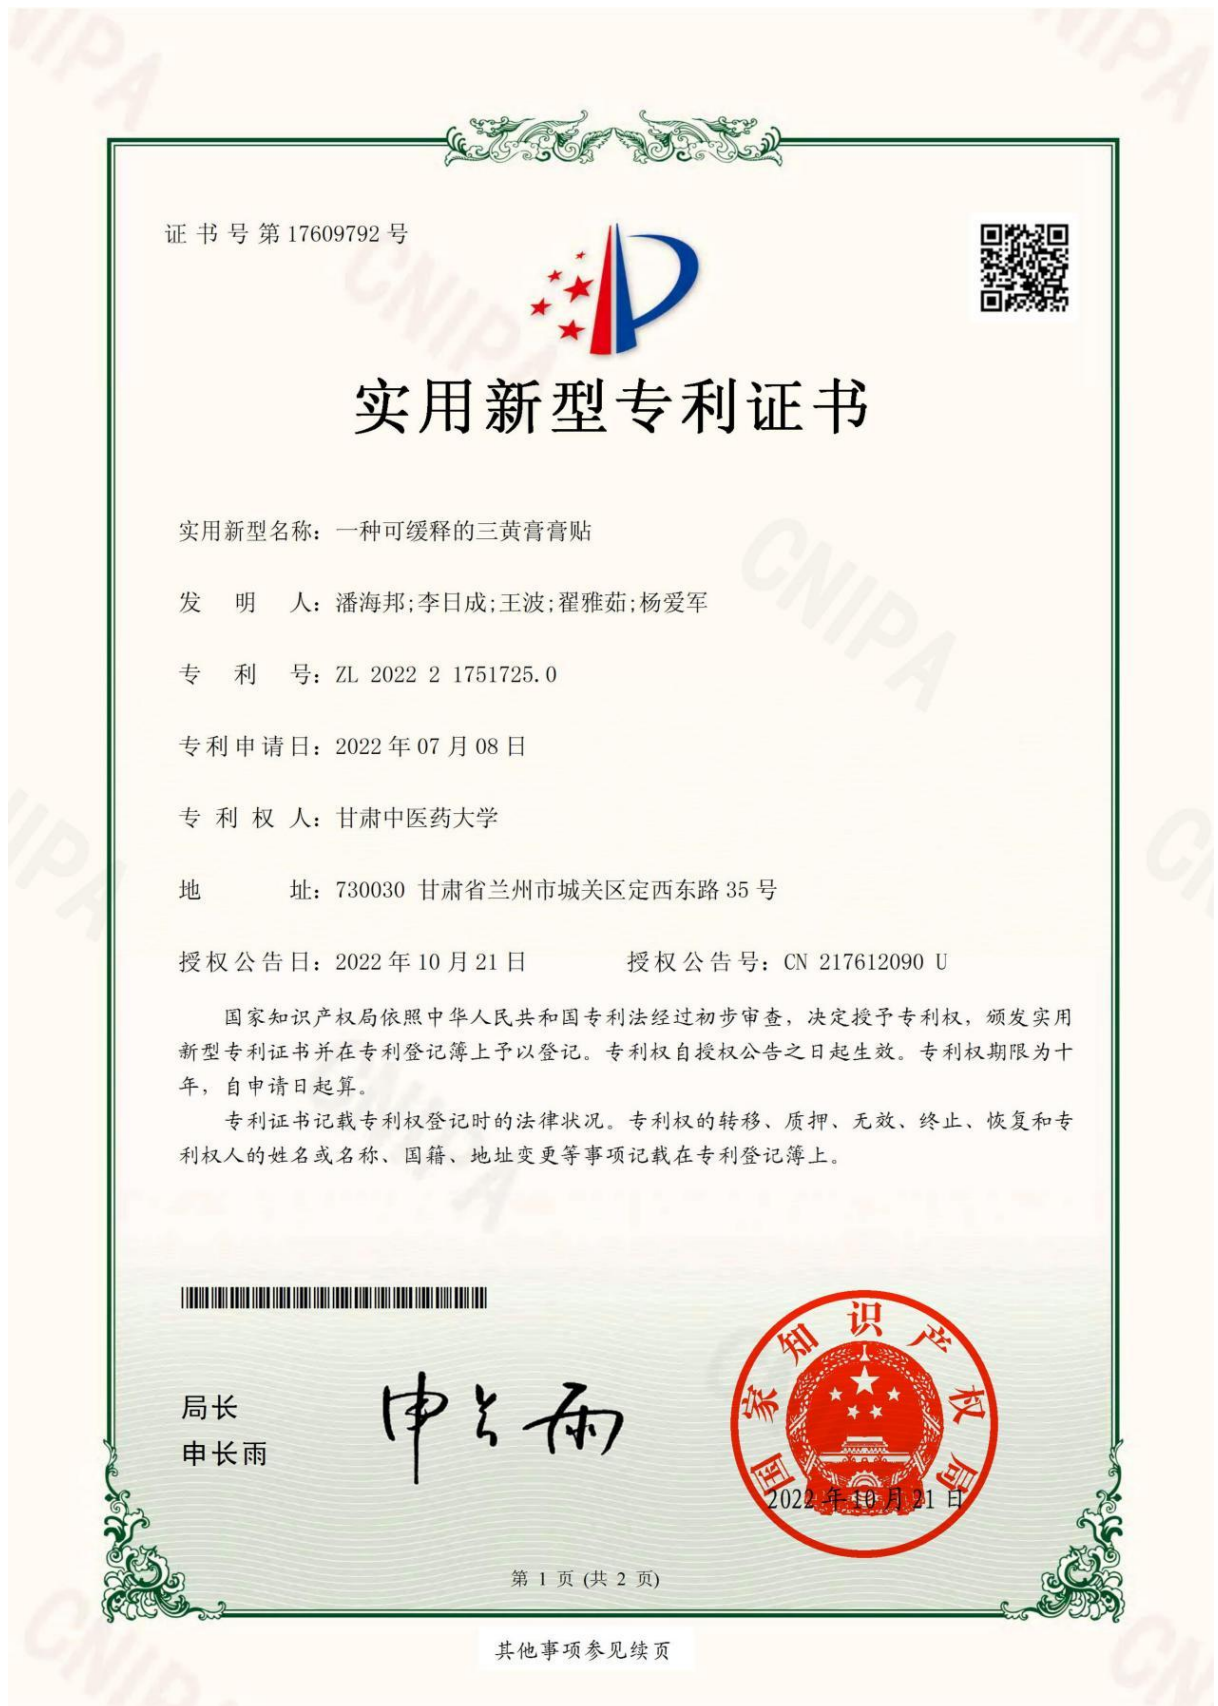 证书号第17609792号
实用新型专利证书
实用新型名称：一种可缓释的三黄膏膏贴
发明人：潘海邦;李日成;王波;翟雅茹;杨爱军
专利号：ZL 2022 2 1751725.0
专利申请日：2022年07月08日
专利权人：甘肃中医药大学
地址：730030 甘肃省兰州市城关区定西东路35号
授权公告日：2022年10月21日 授权公告号：CN 217612090 U
国家知识产权局依照中华人民共和国专利法经过初步审查，决定授予专利权，颁发实用
新型专利证书并在专利登记簿上予以登记。专利权自授权公告之日起生效。专利权期限为十
年，自申请日起算。
专利证书记载专利权登记时的法律状况。专利权的转移、质押、无效、终止、恢复和专
利权人的姓名或名称、国籍、地址变更等事项记载在专利登记簿上。
局长
申长雨
申长雨
国家知识产权局
2022年10月21日
第 1 页 (共 2 页)
其他事项参见续页
CNIPA
CNIPA
CNIPA
CNIPA
CNIPA
CNIPA